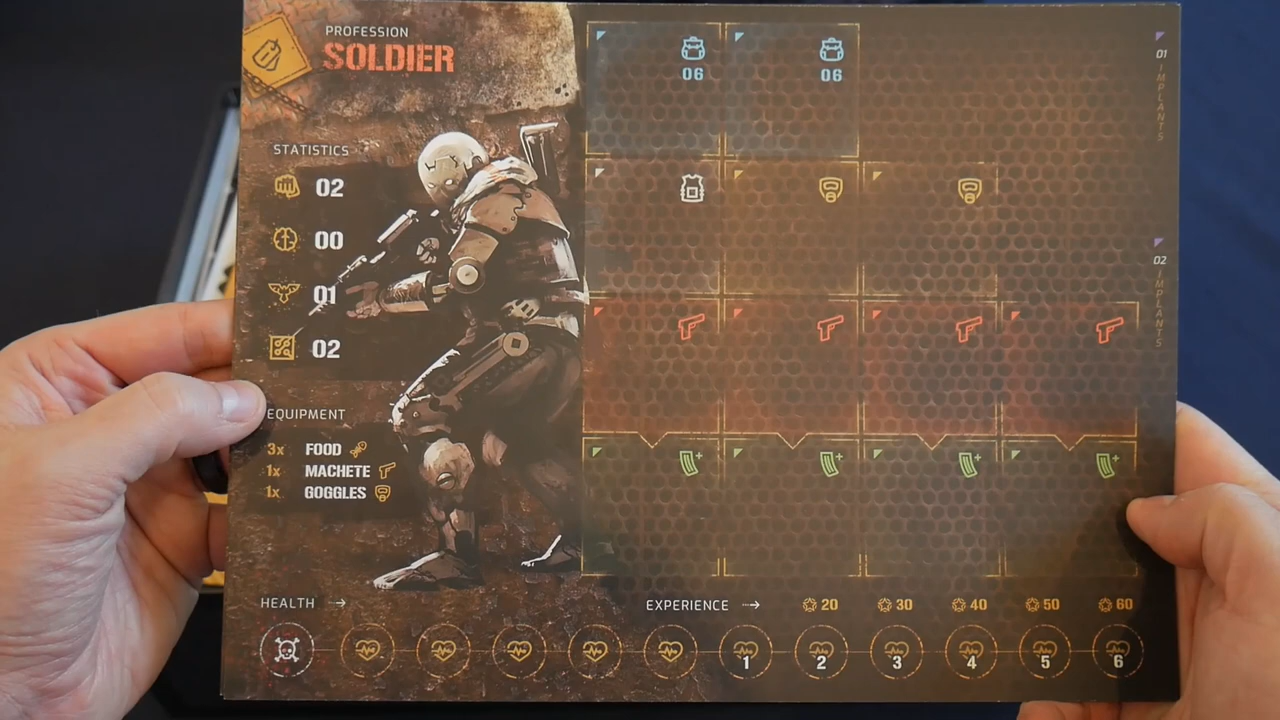 PROFESSION
SOLDIER
STATISTICS
02
00
01
02
EQUIPMENT
3x FOOD
1x MACHETE
1x GOGGLES
06
06
01 IMPLANTS
02 IMPLANTS
HEALTH
EXPERIENCE 20 30 40 50 60
1 2 3 4 5 6